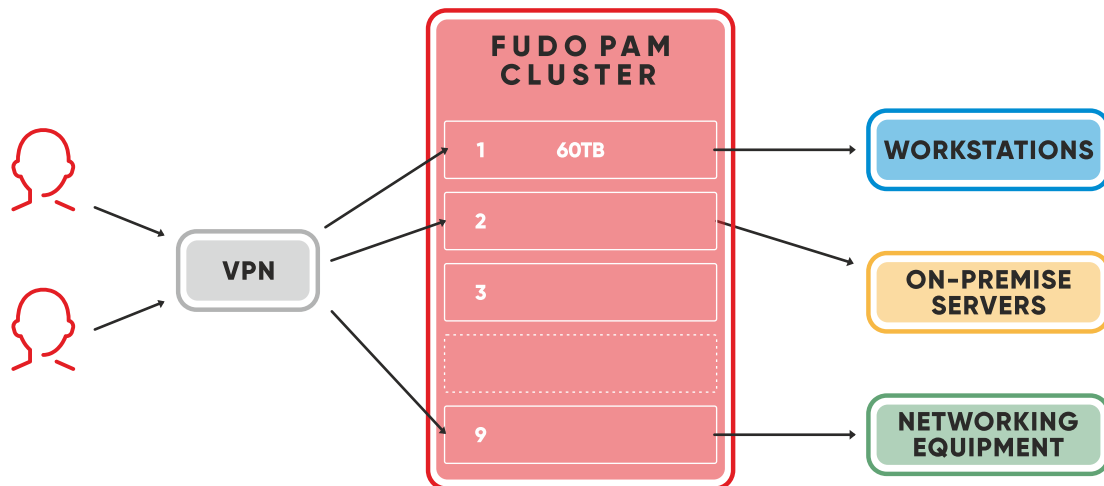 FUDO PAM
CLUSTER
1 60TB
2
3
9
VPN
WORKSTATIONS
ON-PREMISE
SERVERS
NETWORKING
EQUIPMENT